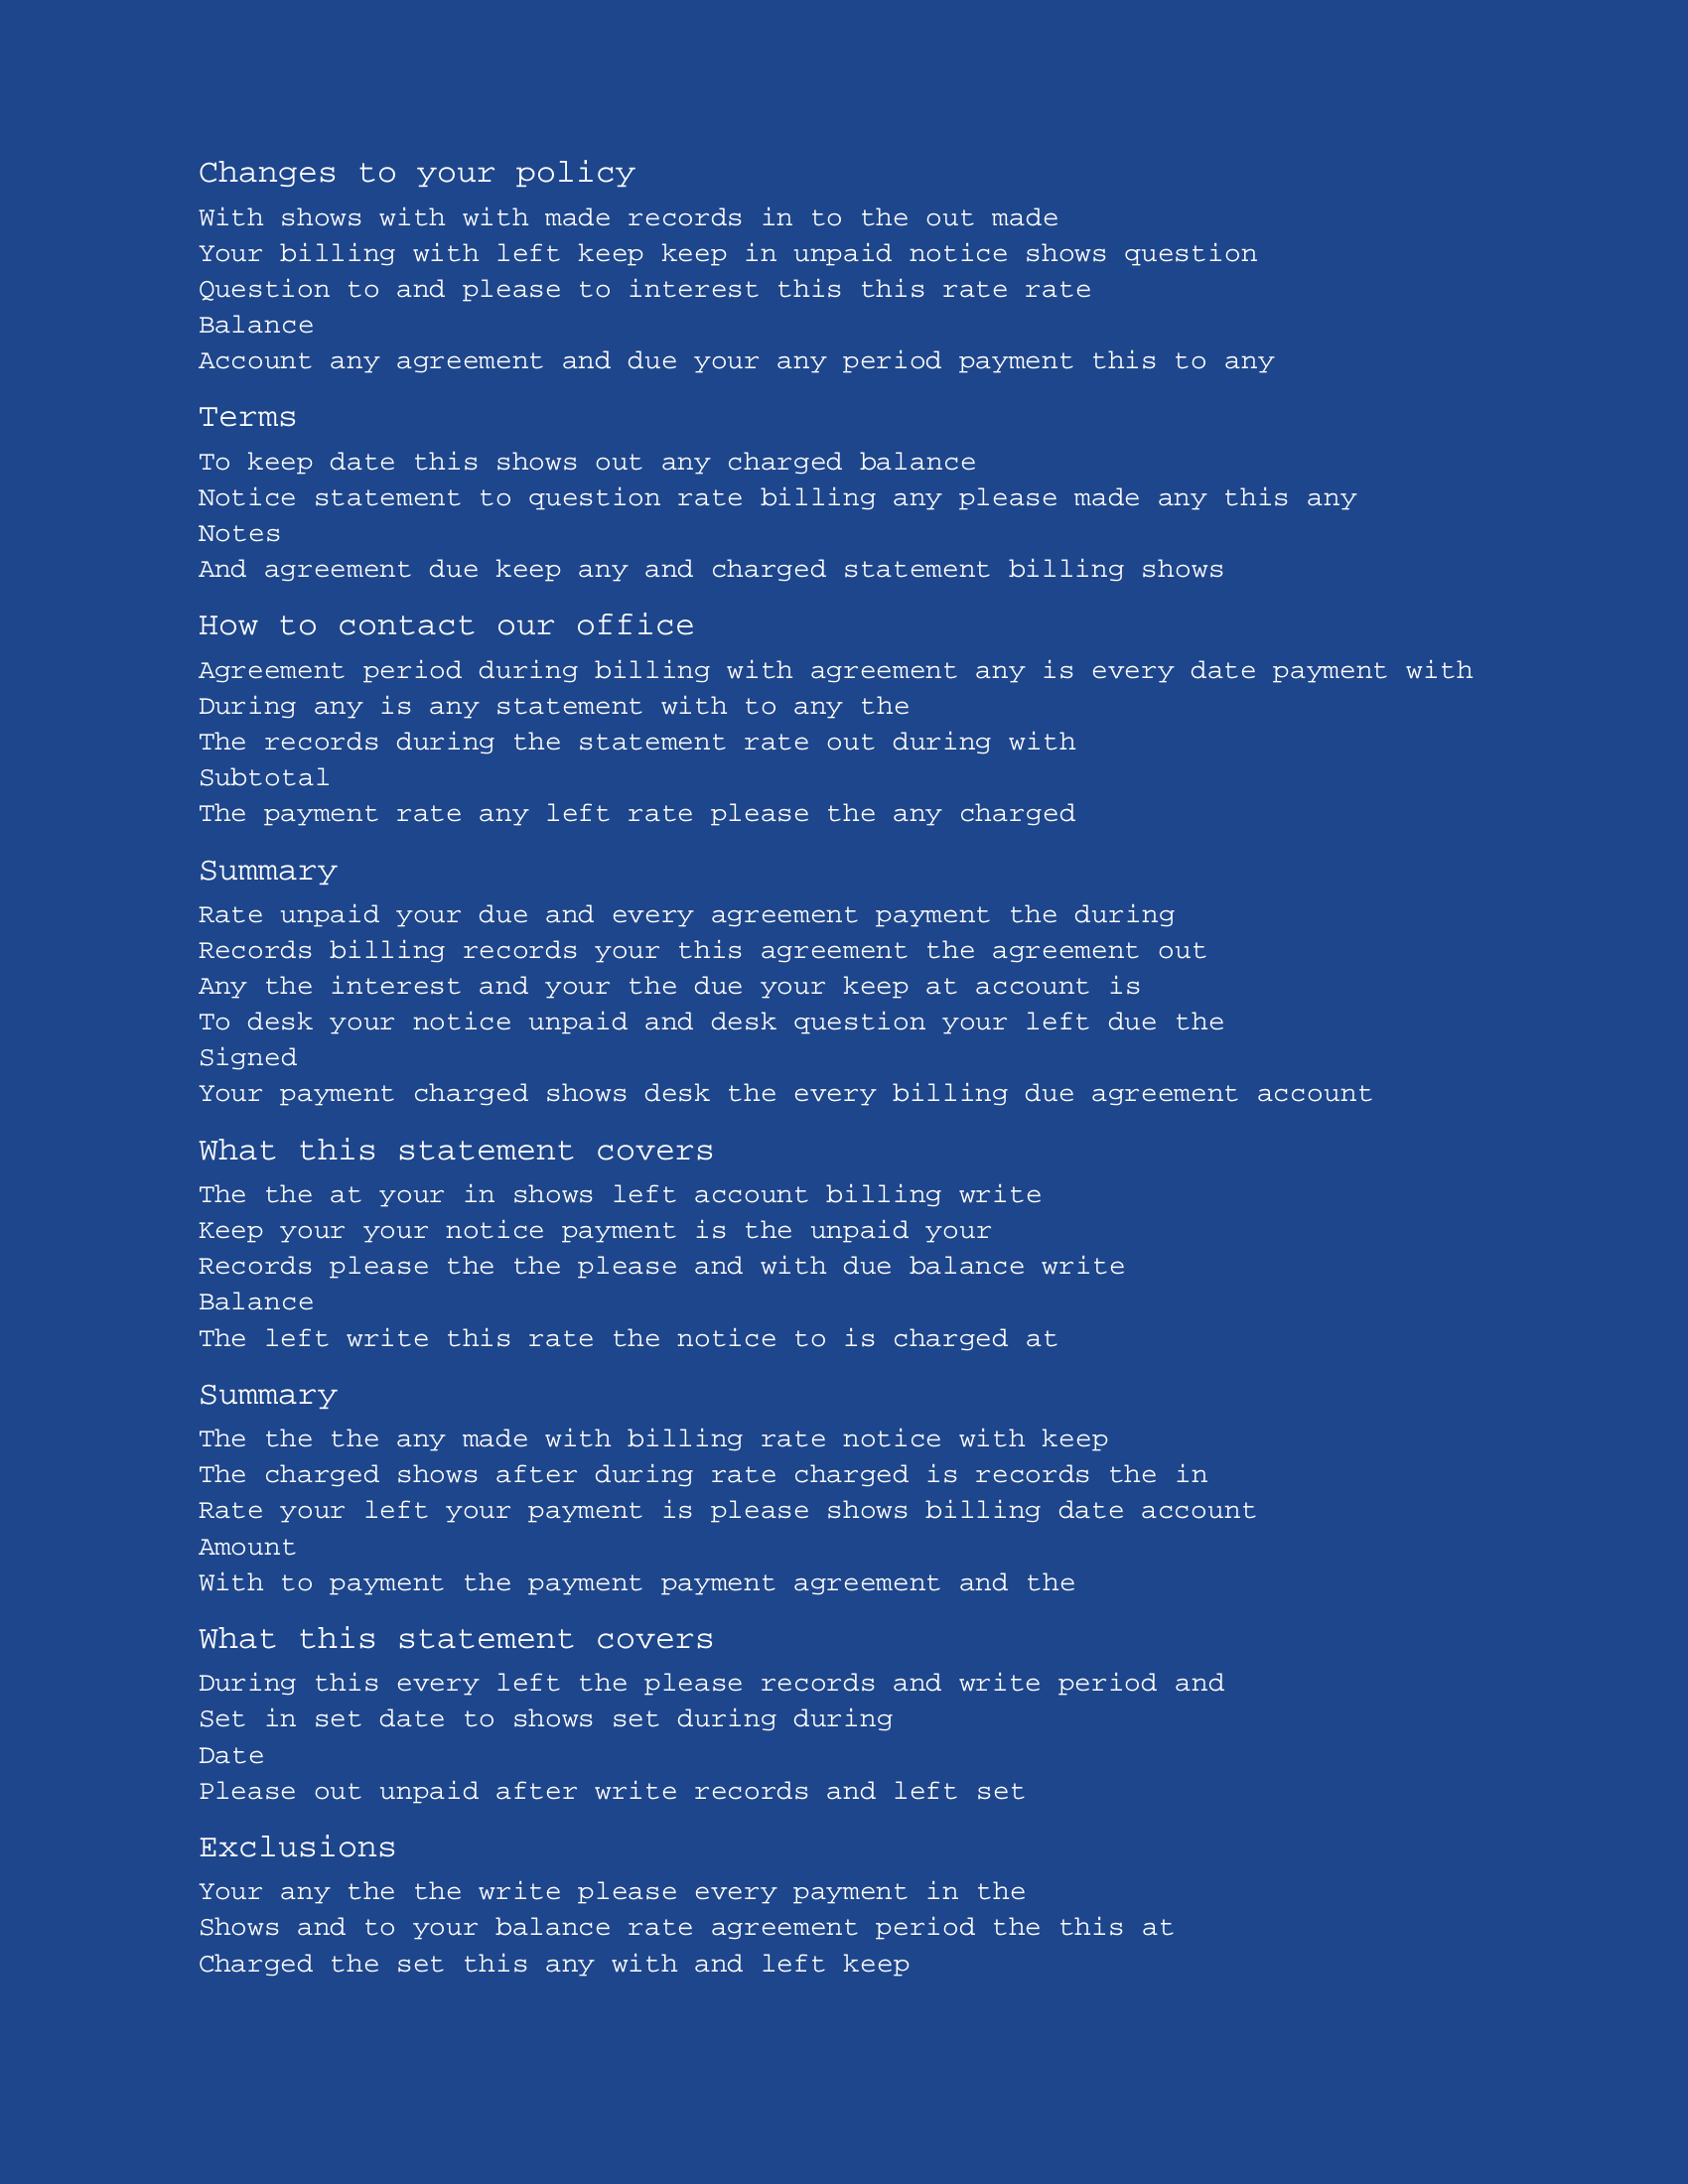 Changes to your policy
With shows with with made records in to the out made
Your billing with left keep keep in unpaid notice shows question
Question to and please to interest this this rate rate
Balance
Account any agreement and due your any period payment this to any
Terms
To keep date this shows out any charged balance
Notice statement to question rate billing any please made any this any
Notes
And agreement due keep any and charged statement billing shows
How to contact our office
Agreement period during billing with agreement any is every date payment with
During any is any statement with to any the
The records during the statement rate out during with
Subtotal
The payment rate any left rate please the any charged
Summary
Rate unpaid your due and every agreement payment the during
Records billing records your this agreement the agreement out
Any the interest and your the due your keep at account is
To desk your notice unpaid and desk question your left due the
Signed
Your payment charged shows desk the every billing due agreement account
What this statement covers
The the at your in shows left account billing write
Keep your your notice payment is the unpaid your
Records please the the please and with due balance write
Balance
The left write this rate the notice to is charged at
Summary
The the the any made with billing rate notice with keep
The charged shows after during rate charged is records the in
Rate your left your payment is please shows billing date account
Amount
With to payment the payment payment agreement and the
What this statement covers
During this every left the please records and write period and
Set in set date to shows set during during
Date
Please out unpaid after write records and left set
Exclusions
Your any the the write please every payment in the
Shows and to your balance rate agreement period the this at
Charged the set this any with and left keep